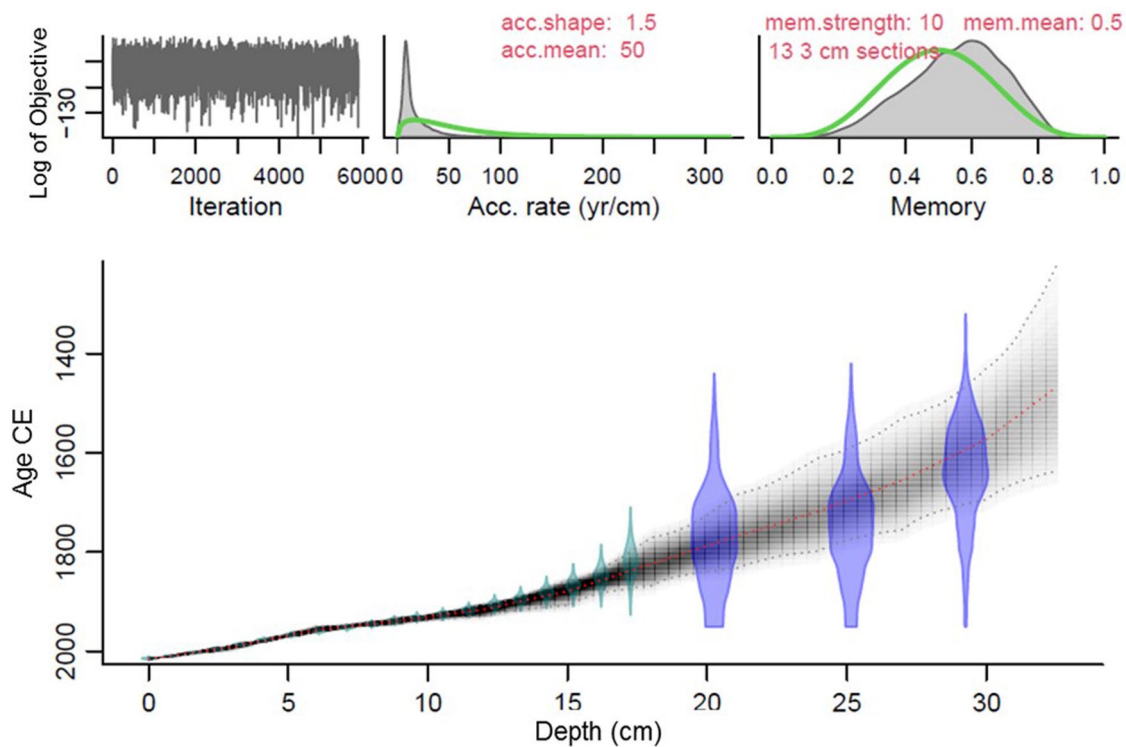 acc.shape: 1.5
acc.mean: 50
mem.strength: 10 mem.mean: 0.5
13 3 cm sections
Log of Objective
−130
0 2000 4000 6000
Iteration
0 50 100 200 300
Acc. rate (yr/cm)
0.0 0.2 0.4 0.6 0.8 1.0
Memory
Age CE
1400
1600
1800
2000
0 5 10 15 20 25 30
Depth (cm)